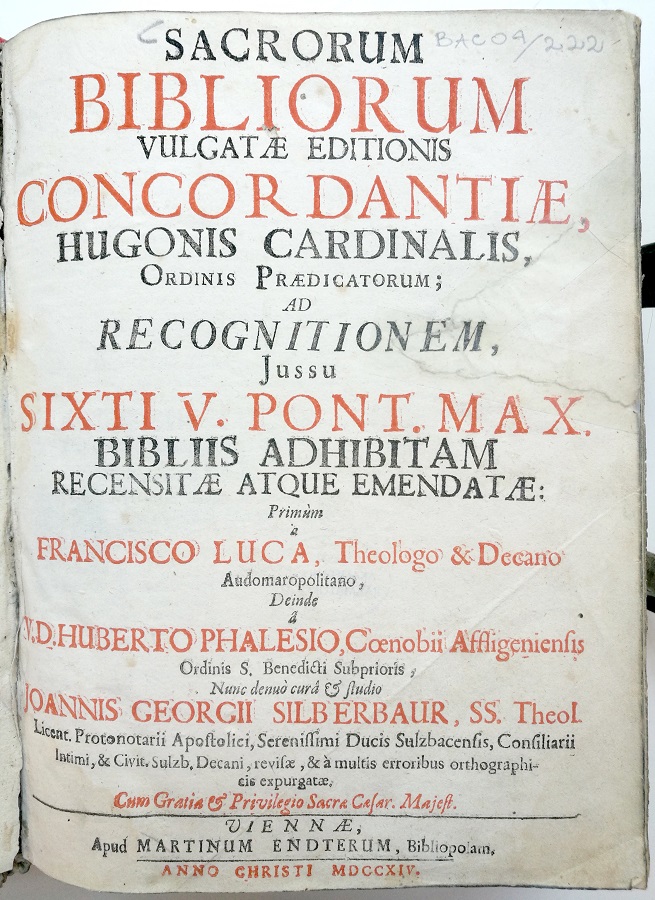 BAC09/222
SACRORUM
BIBLIORUM
VULGATÆ EDITIONIS
CONCORDANTIÆ,
HUGONIS CARDINALIS,
ORDINIS PRÆDICATORUM;
AD
RECOGNITIONEM,
Jussu
SIXTI V. PONT. MAX.
BIBLIIS ADHIBITAM
RECENSITÆ ATQUE EMENDATÆ:
Primùm
à
FRANCISCO LUCA, Theologo & Decano
Audomaropolitano,
Deinde
â
V.D. HUBERTO PHALESIO, Cœnobii Affligeniensis
Ordinis S. Benedicti Subprioris,
Nunc denuò curâ & studio
JOANNIS GEORGII SILBERBAUR, SS. Theol.
Licent. Protonotarii Apostolici, Serenissimi Ducis Sulzbacensis, Consiliarii
Intimi, & Civit. Sulzb. Decani, revisæ, & à multis erroribus orthographi-
cis expurgatæ.
Cum Gratia & Privilegio Sacræ Cæsar. Majest.
VIENNÆ,
Apud MARTINUM ENDTERUM, Bibliopolam,
ANNO CHRISTI MDCCXIV.